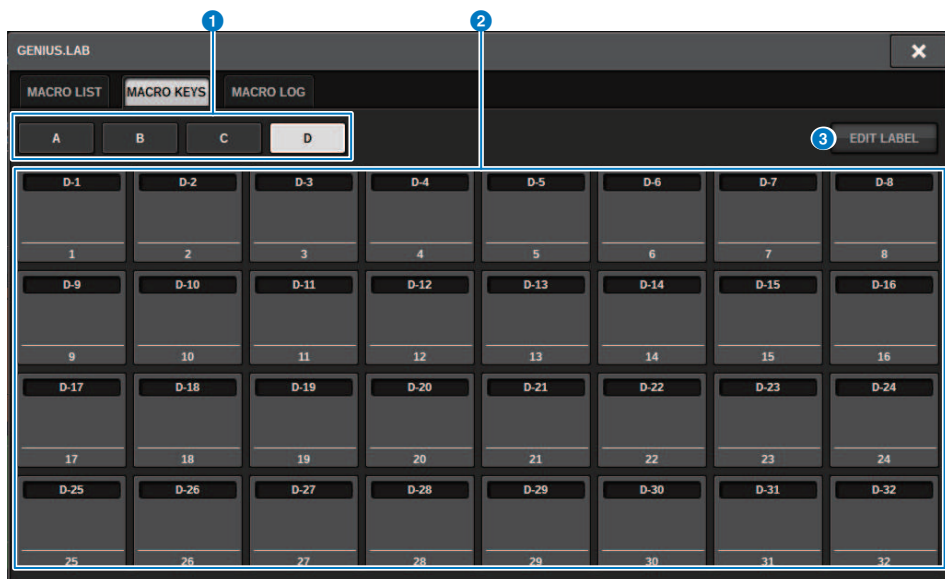 1 2
GENIUS.LAB
MACRO LIST MACRO KEYS MACRO LOG
A B C D 3 EDIT LABEL
D-1 D-2 D-3 D-4 D-5 D-6 D-7 D-8
1 2 3 4 5 6 7 8
D-9 D-10 D-11 D-12 D-13 D-14 D-15 D-16
9 10 11 12 13 14 15 16
D-17 D-18 D-19 D-20 D-21 D-22 D-23 D-24
17 18 19 20 21 22 23 24
D-25 D-26 D-27 D-28 D-29 D-30 D-31 D-32
25 26 27 28 29 30 31 32